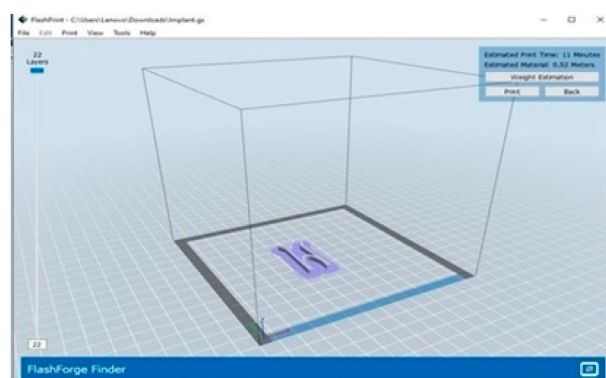 FlashPrint - C:\Users\Lenovo\Downloads\Implant.gx
File Edit Print View Tools Help
22
Layers
Estimated Print Time: 11 Minutes
Estimated Material: 0.52 Meters
Weight Estimation
Print Back
22
FlashForge Finder